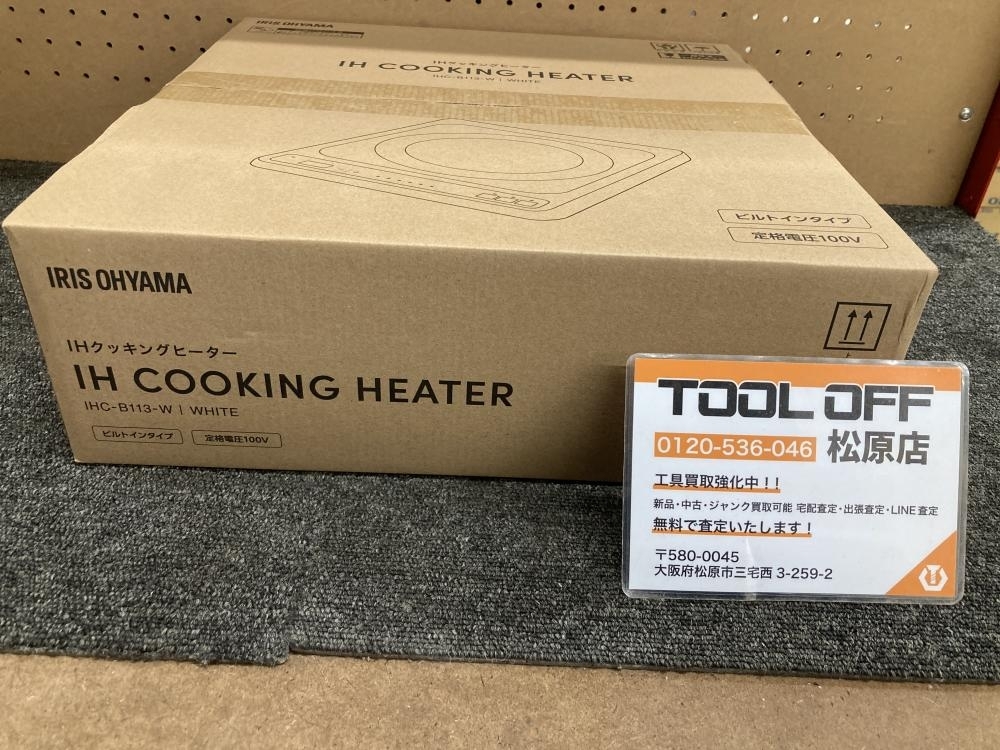 IRIS OHYAMA
IHクッキングヒーター
IH COOKING HEATER
IHC-B113-W | WHITE
ビルトインタイプ
定格電圧100V
IRIS OHYAMA
IHクッキングヒーター
IH COOKING HEATER
IHC-B113-W | WHITE
ビルトインタイプ 定格電圧100V
TOOL OFF
0120-536-046 松原店
工具買取強化中!!
新品・中古・ジャンク買取可能 宅配査定・出張査定・LINE査定
無料で査定いたします!
〒580-0045
大阪府松原市三宅西 3-259-2